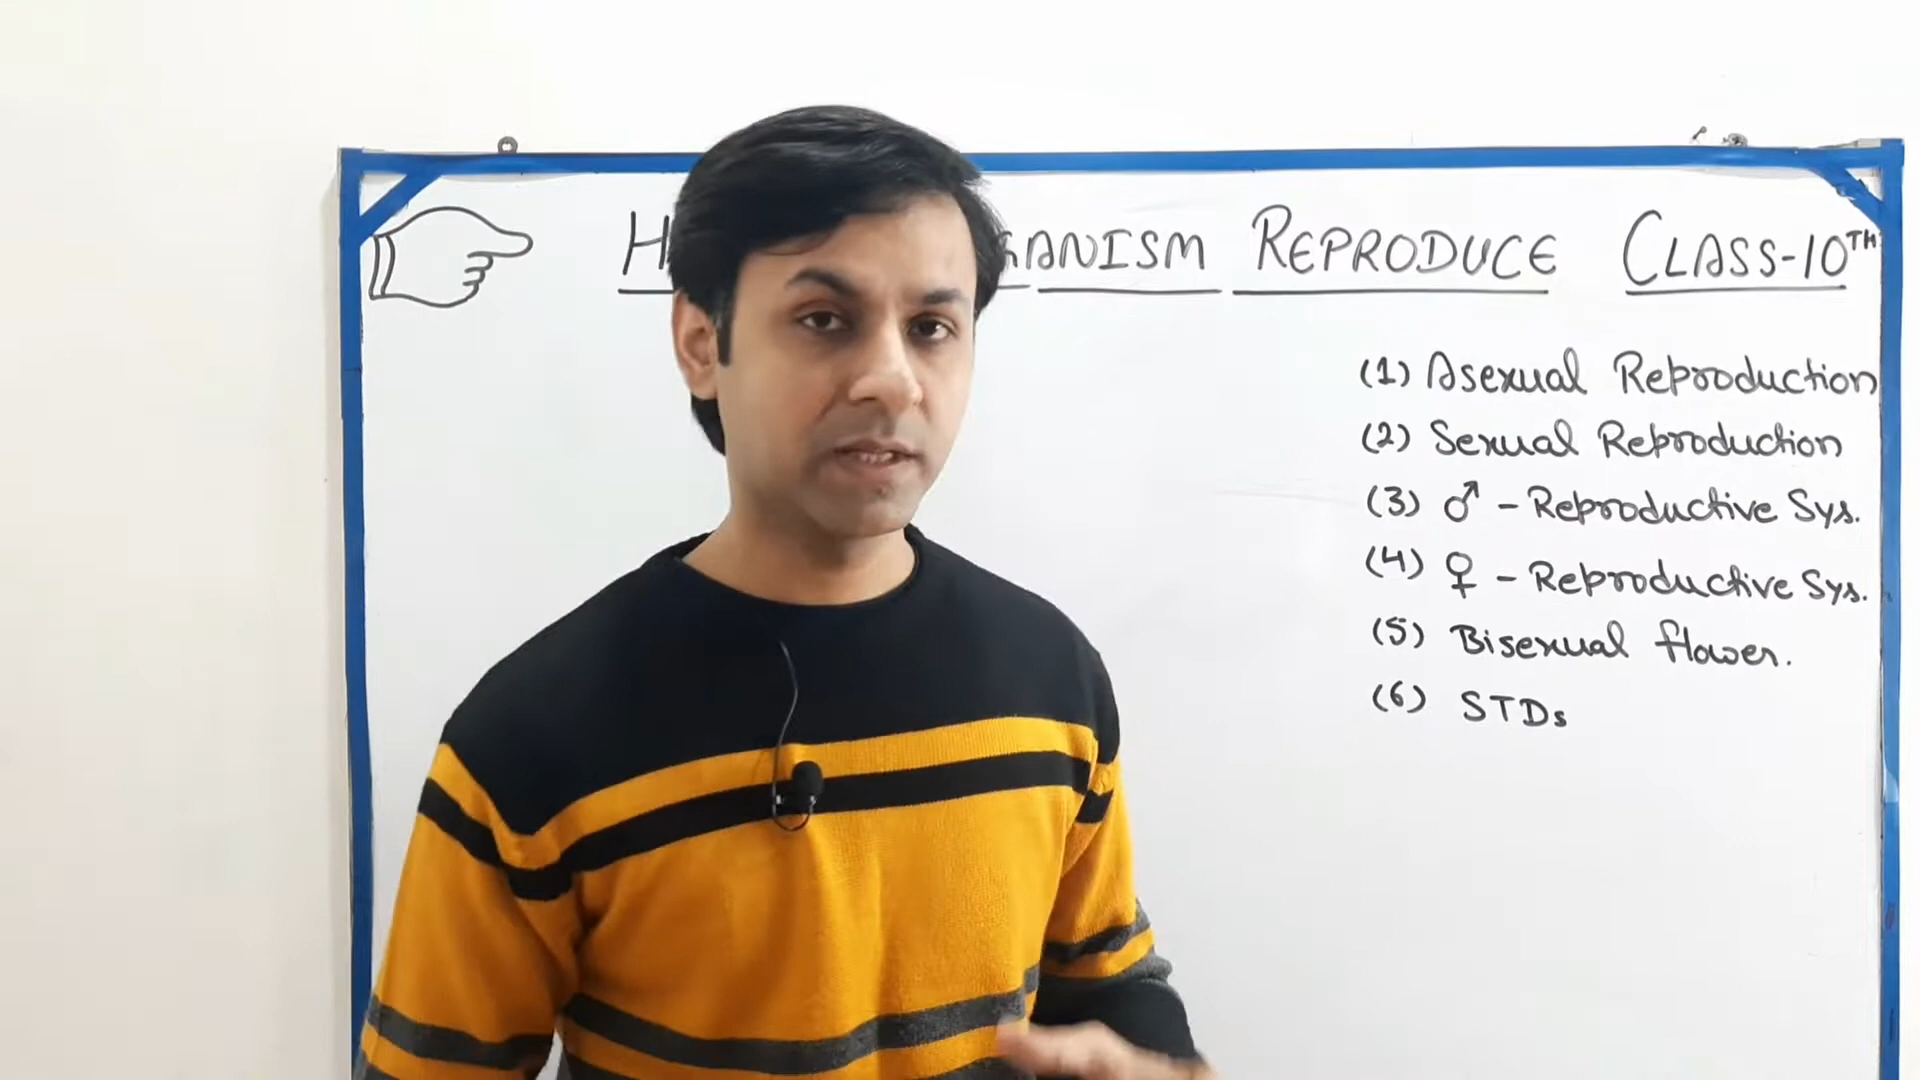 ANISM REPRODUCE CLASS-10TH
(1) Asexual Reproduction
(2) Sexual Reproduction
(3) ♂ - Reproductive Sys.
(4) ♀ - Reproductive Sys.
(5) Bisexual flower.
(6) STDs